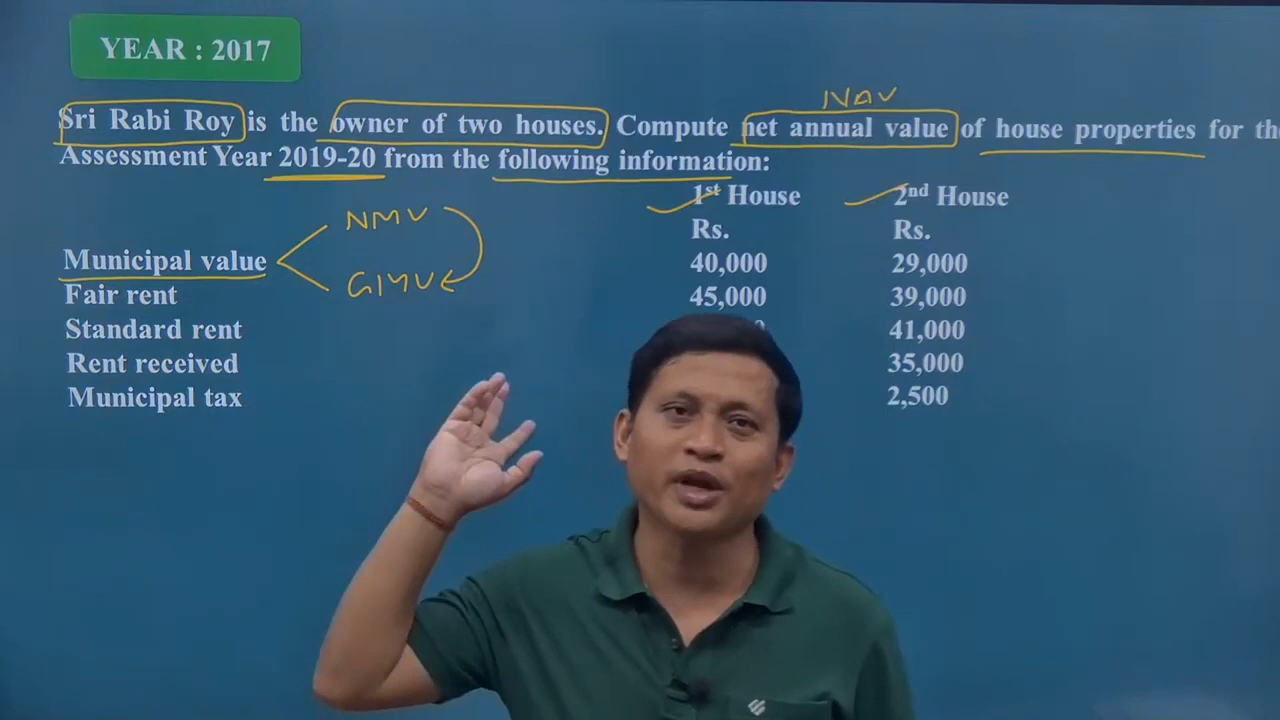 YEAR : 2017
NAV
Sri Rabi Roy is the owner of two houses. Compute net annual value of house properties for
Assessment Year 2019-20 from the following information:
1st House 2nd House
NMV
Rs. Rs.
Municipal value 40,000 29,000
GMV
Fair rent 45,000 39,000
Standard rent 41,000
Rent received 35,000
Municipal tax 2,500